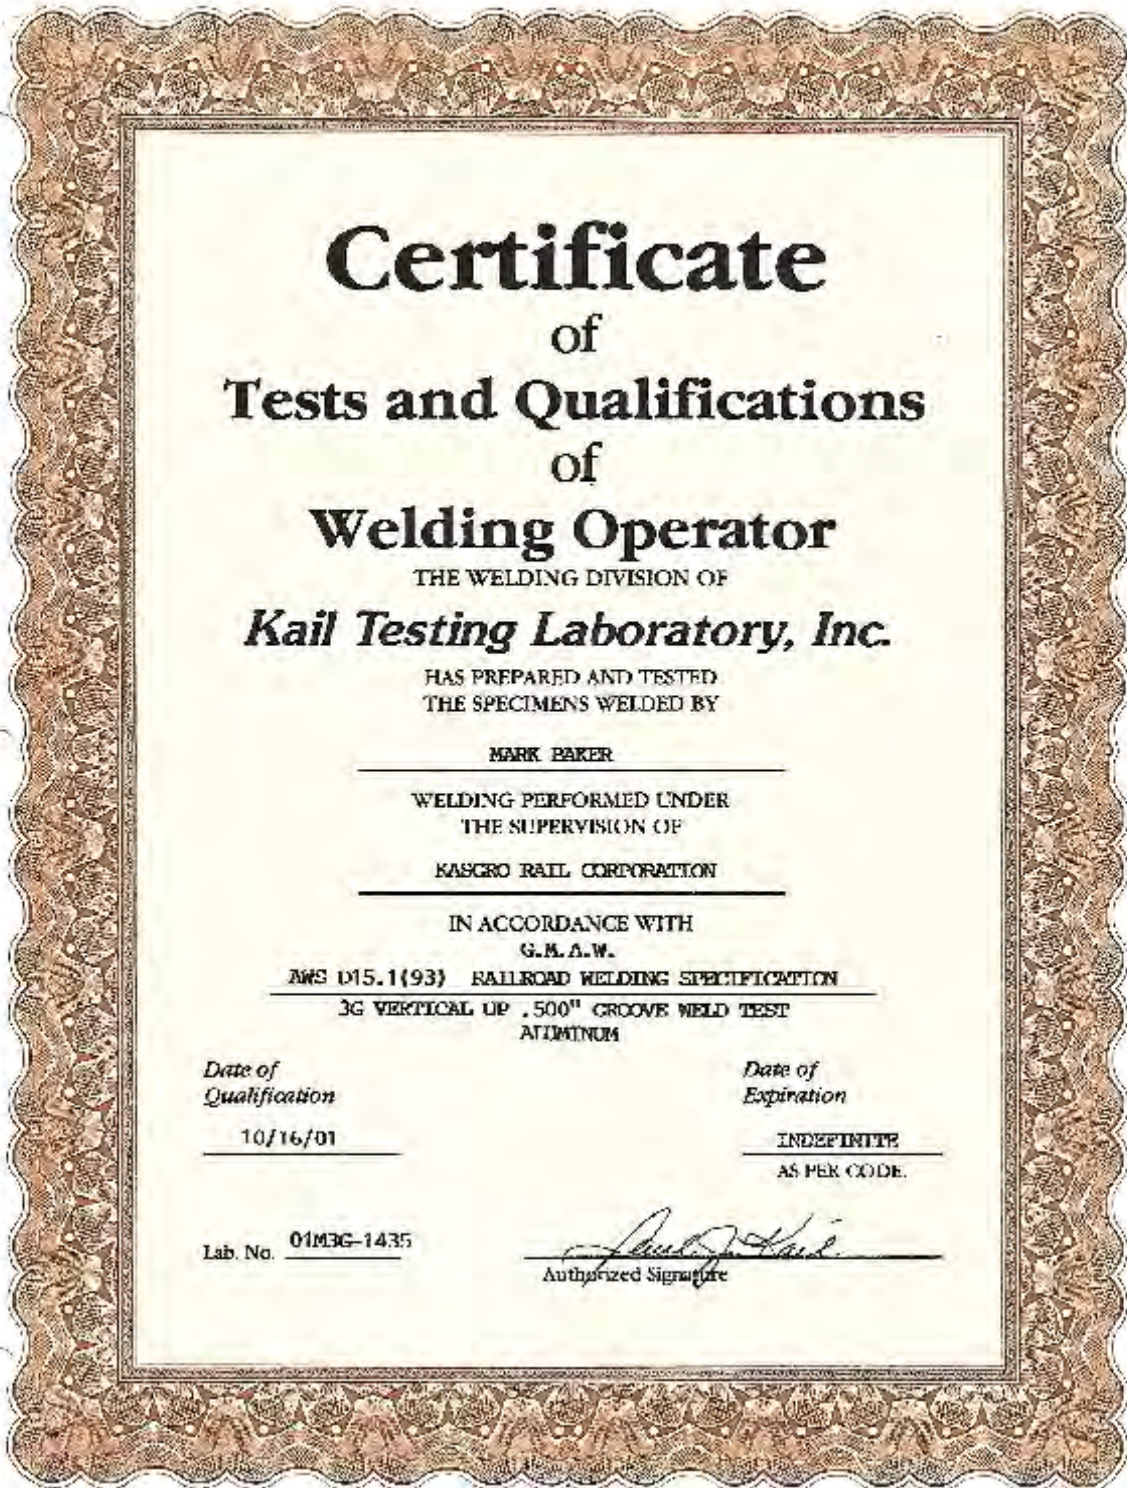 Certificate
of
Tests and Qualifications
of
Welding Operator
THE WELDING DIVISION OF
Kail Testing Laboratory, Inc.
HAS PREPARED AND TESTED
THE SPECIMENS WELDED BY
MARK BAKER
WELDING PERFORMED UNDER
THE SUPERVISION OF
KASGRO RAIL CORPORATION
IN ACCORDANCE WITH
G.M.A.W.
AWS D15.1(93) RAILROAD WELDING SPECIFICATION
3G VERTICAL UP .500" GROOVE WELD TEST
ALUMINUM
Date of Qualification
10/16/01
Date of Expiration
INDEFINITE
AS PER CODE.
Lab. No. 01M3G-1435
Authorized Signature